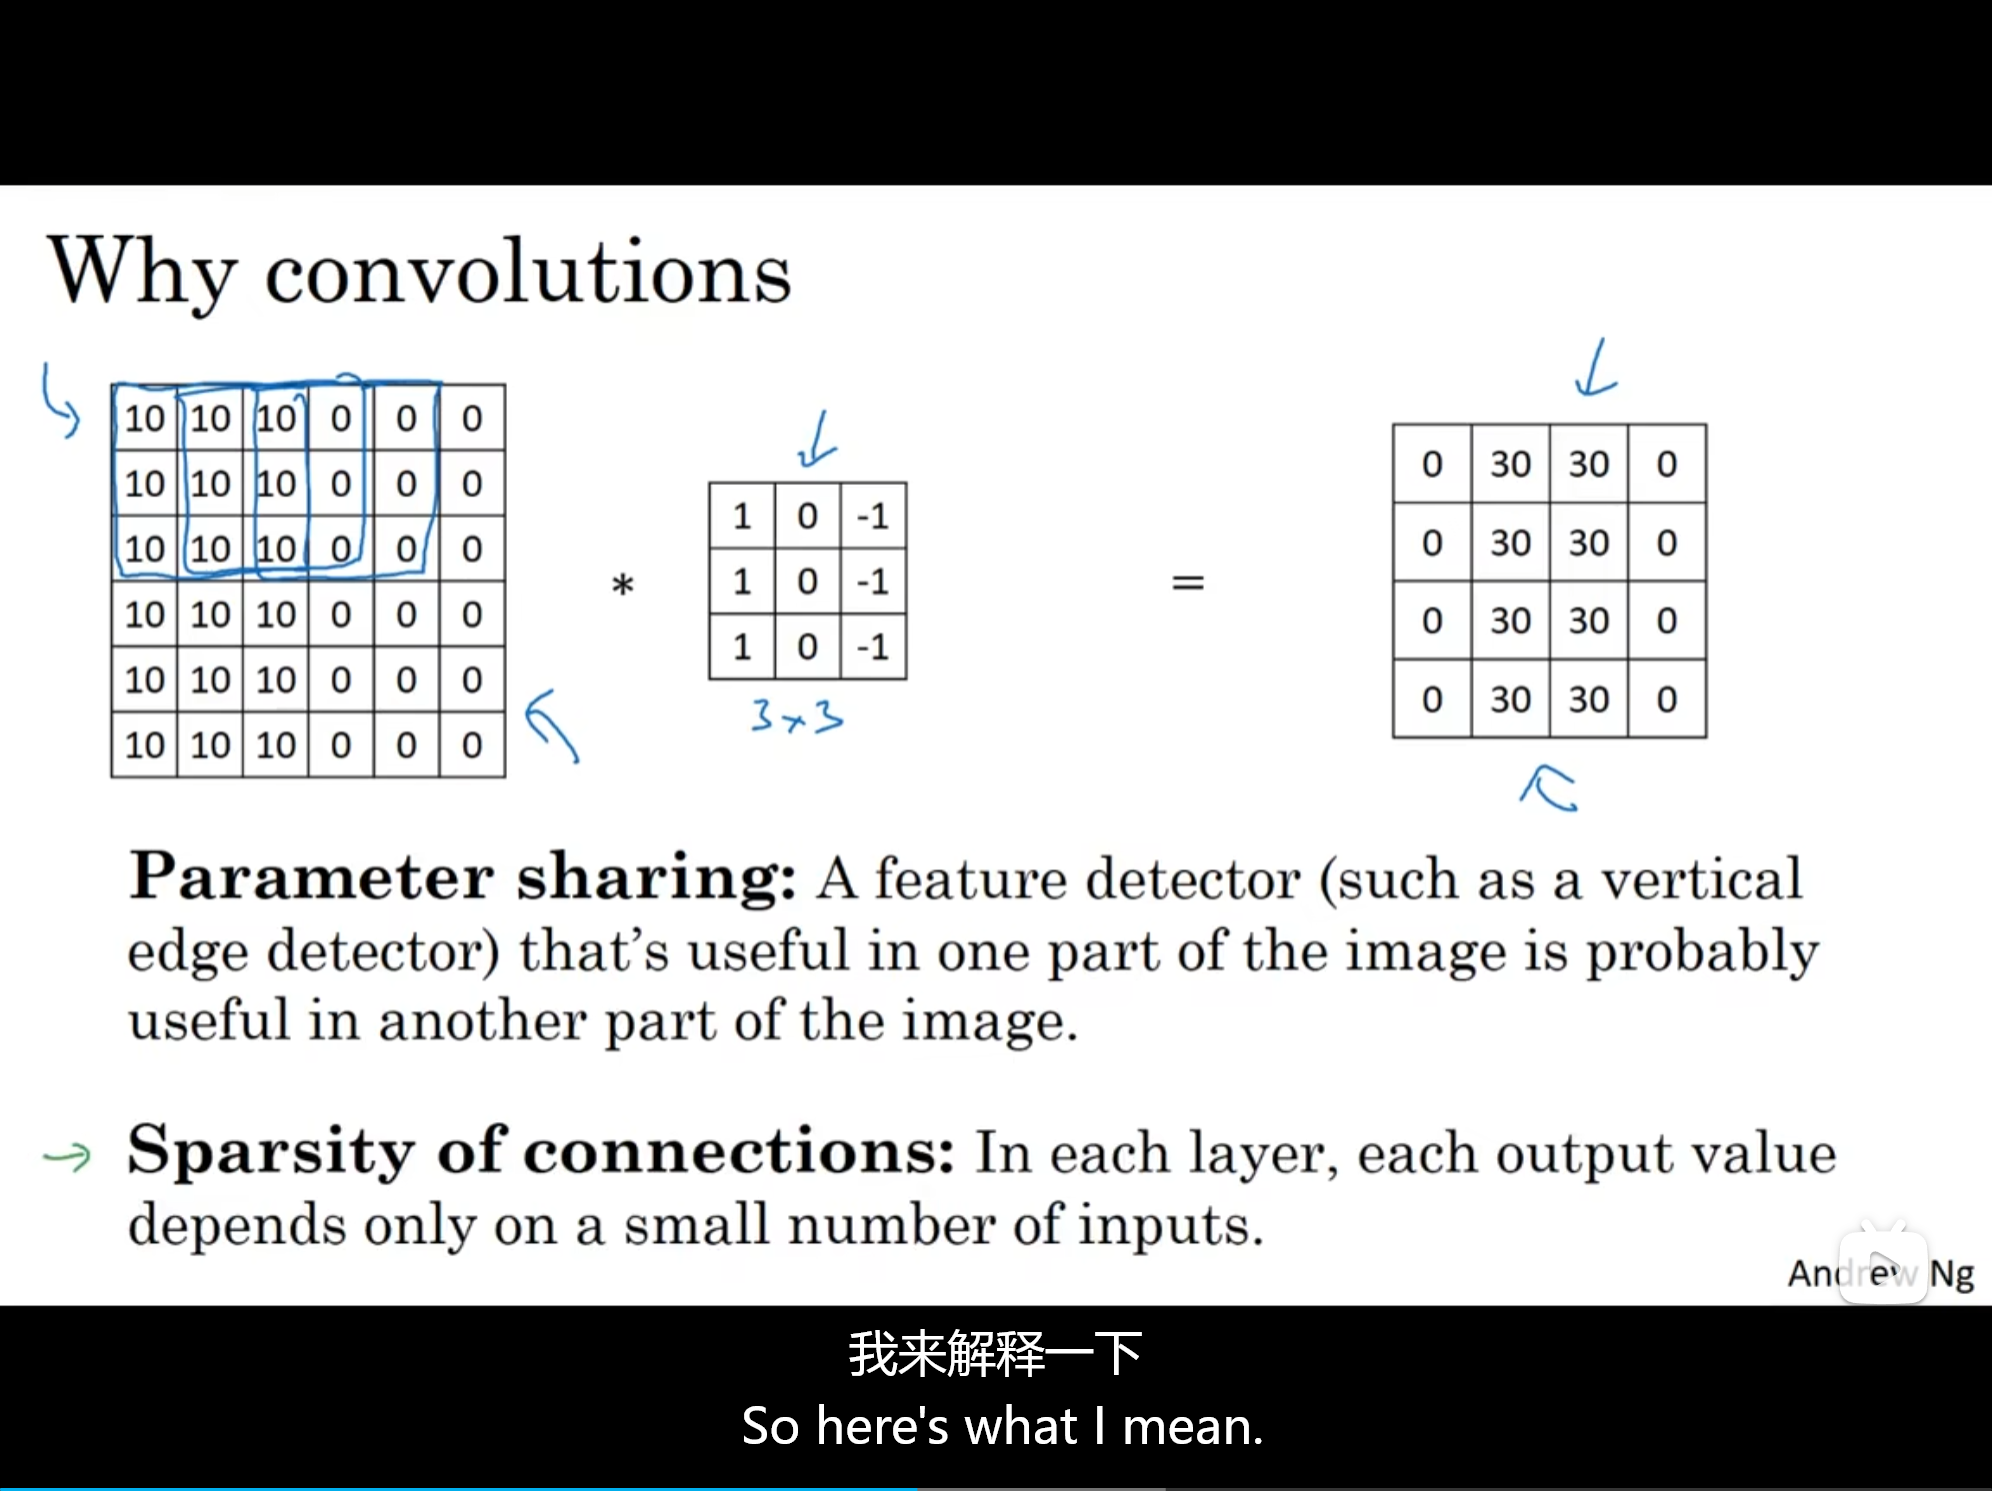 Why convolutions
10 10 10 0 0 0
10 10 10 0 0 0
10 10 10 0 0 0
10 10 10 0 0 0
10 10 10 0 0 0
10 10 10 0 0 0
*
1 0 -1
1 0 -1
1 0 -1
3×3
=
0 30 30 0
0 30 30 0
0 30 30 0
0 30 30 0
Parameter sharing: A feature detector (such as a vertical
edge detector) that's useful in one part of the image is probably
useful in another part of the image.
Sparsity of connections: In each layer, each output value
depends only on a small number of inputs.
Andrew Ng
我来解释一下
So here's what I mean.